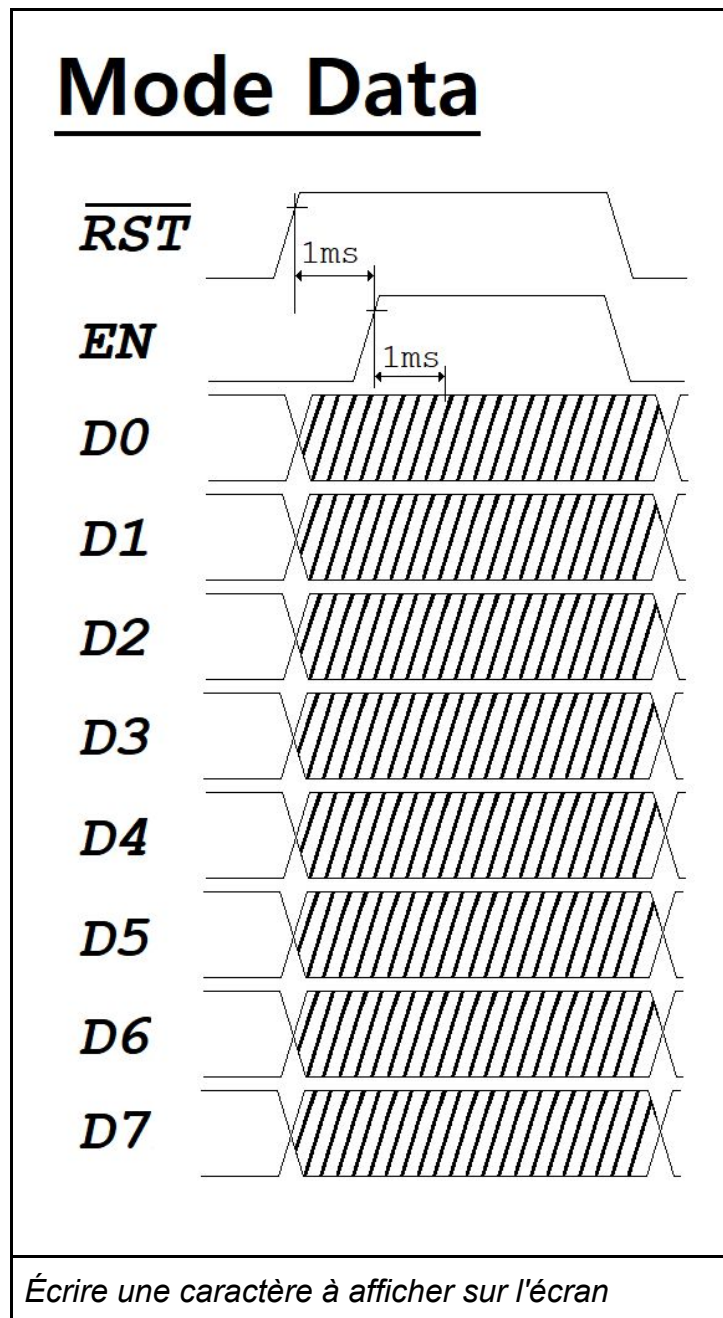 Mode Data
RST
1ms
EN
1ms
D0
D1
D2
D3
D4
D5
D6
D7
Écrire une caractère à afficher sur l'écran